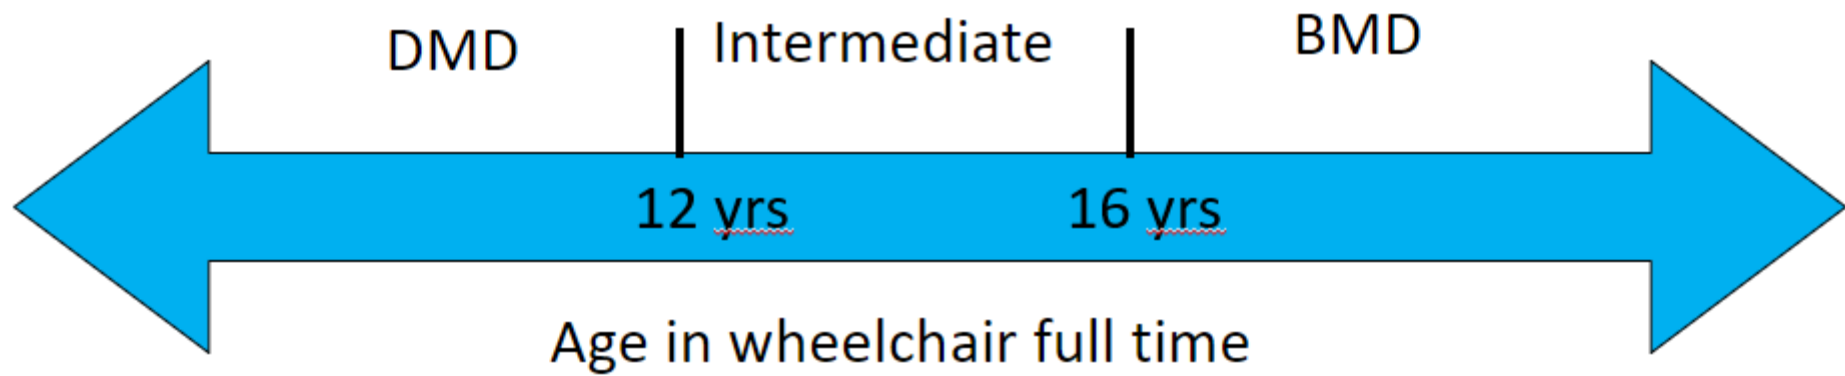 DMD Intermediate BMD
12 yrs 16 yrs
Age in wheelchair full time